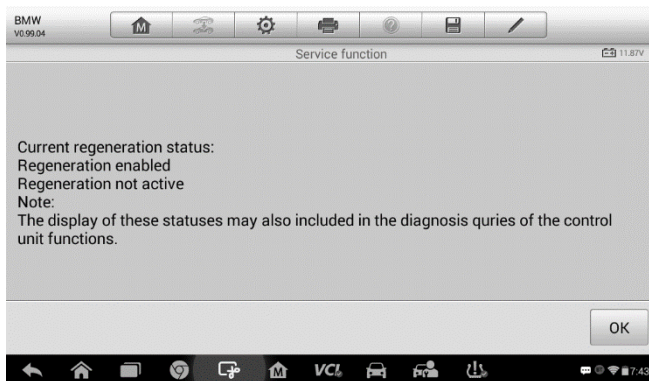 BMW
V0.99.04
Service function
11.87V
Current regeneration status:
Regeneration enabled
Regeneration not active
Note:
The display of these statuses may also included in the diagnosis quries of the control
unit functions.
OK
VCI
7:43